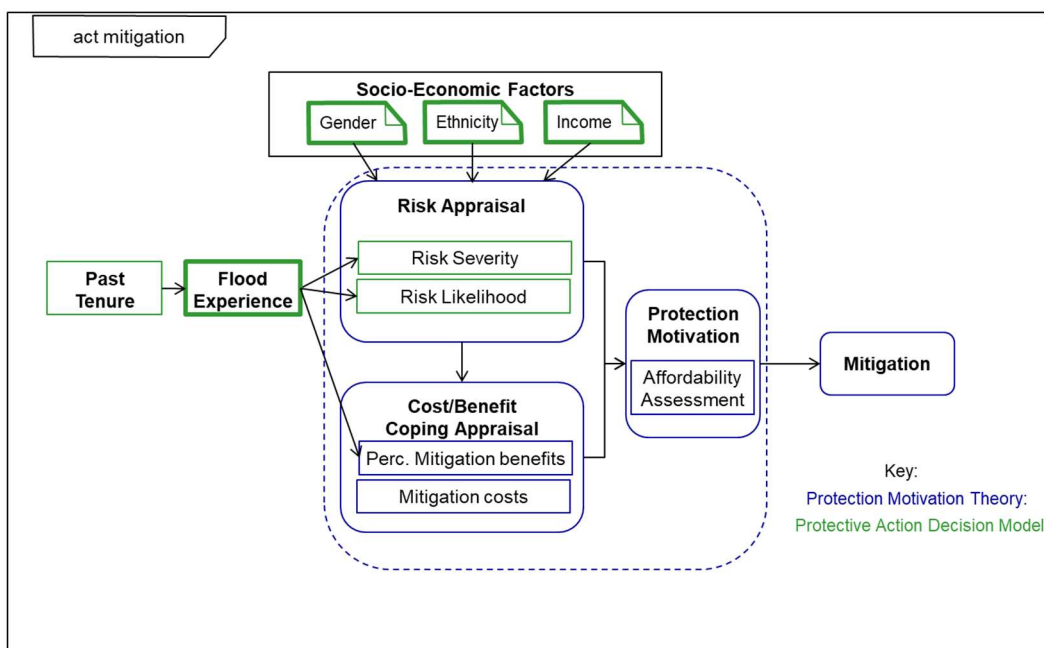 act mitigation
Socio-Economic Factors
Gender
Ethnicity
Income
Risk Appraisal
Risk Severity
Risk Likelihood
Past
Tenure
Flood
Experience
Protection
Motivation
Affordability
Assessment
Mitigation
Cost/Benefit
Coping Appraisal
Perc. Mitigation benefits
Mitigation costs
Key:
Protection Motivation Theory:
Protective Action Decision Model